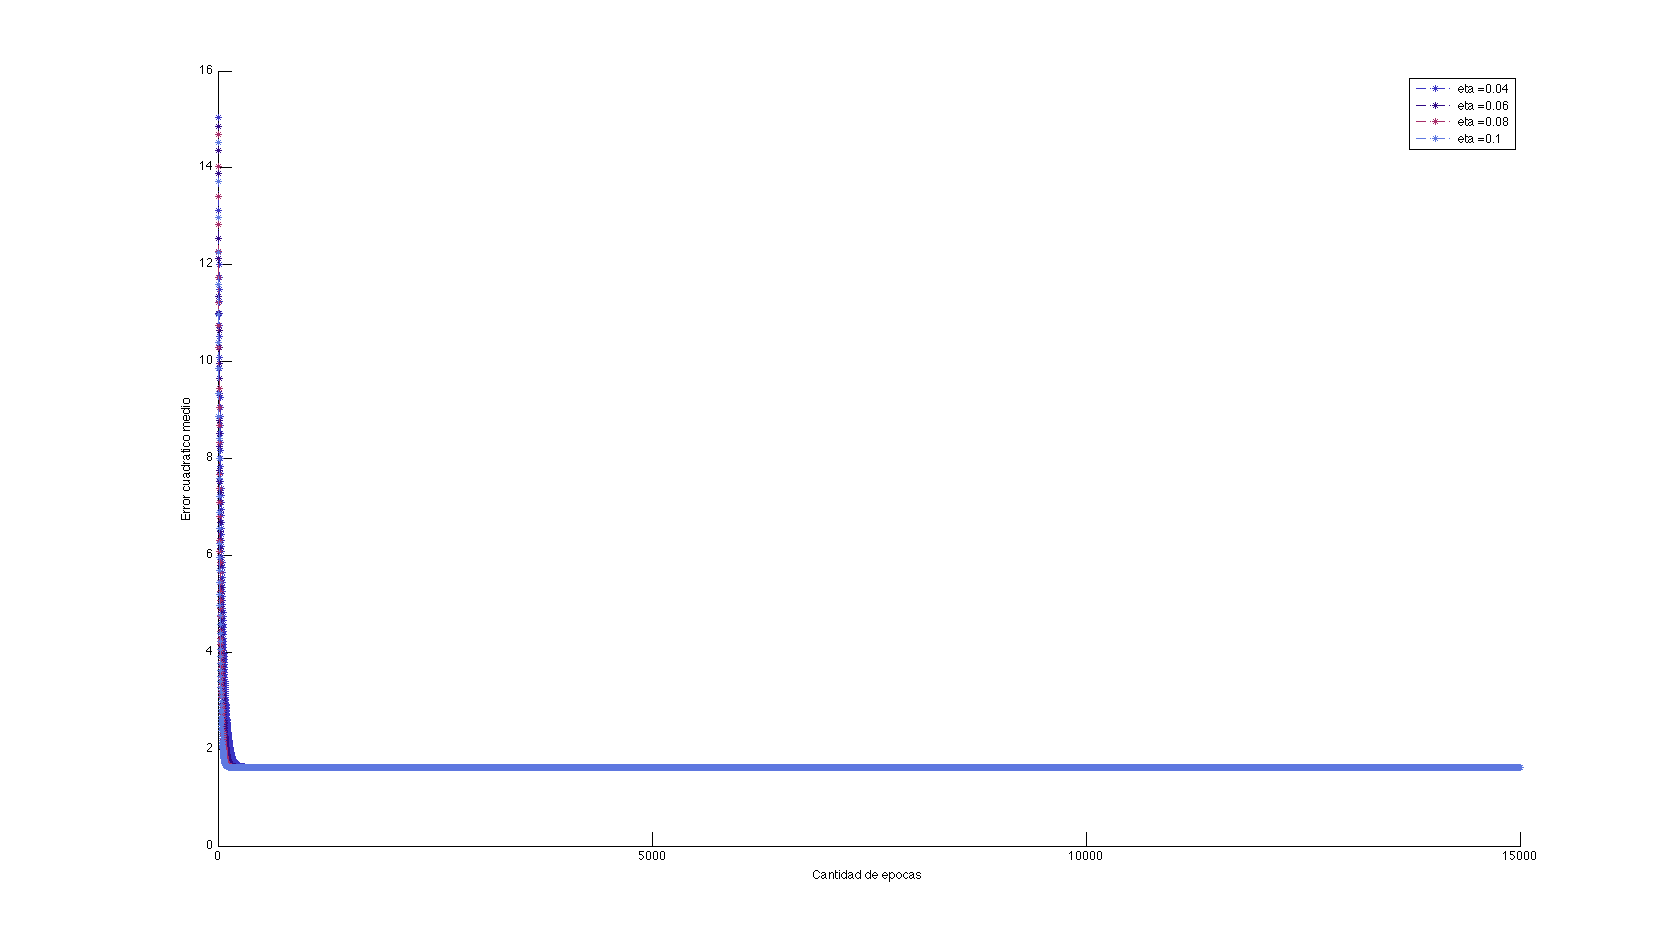 16
14
12
10
8
6
4
2
0
0
5000
10000
15000
Error cuadratico medio
Cantidad de epocas
eta =0.04
eta =0.06
eta =0.08
eta =0.1